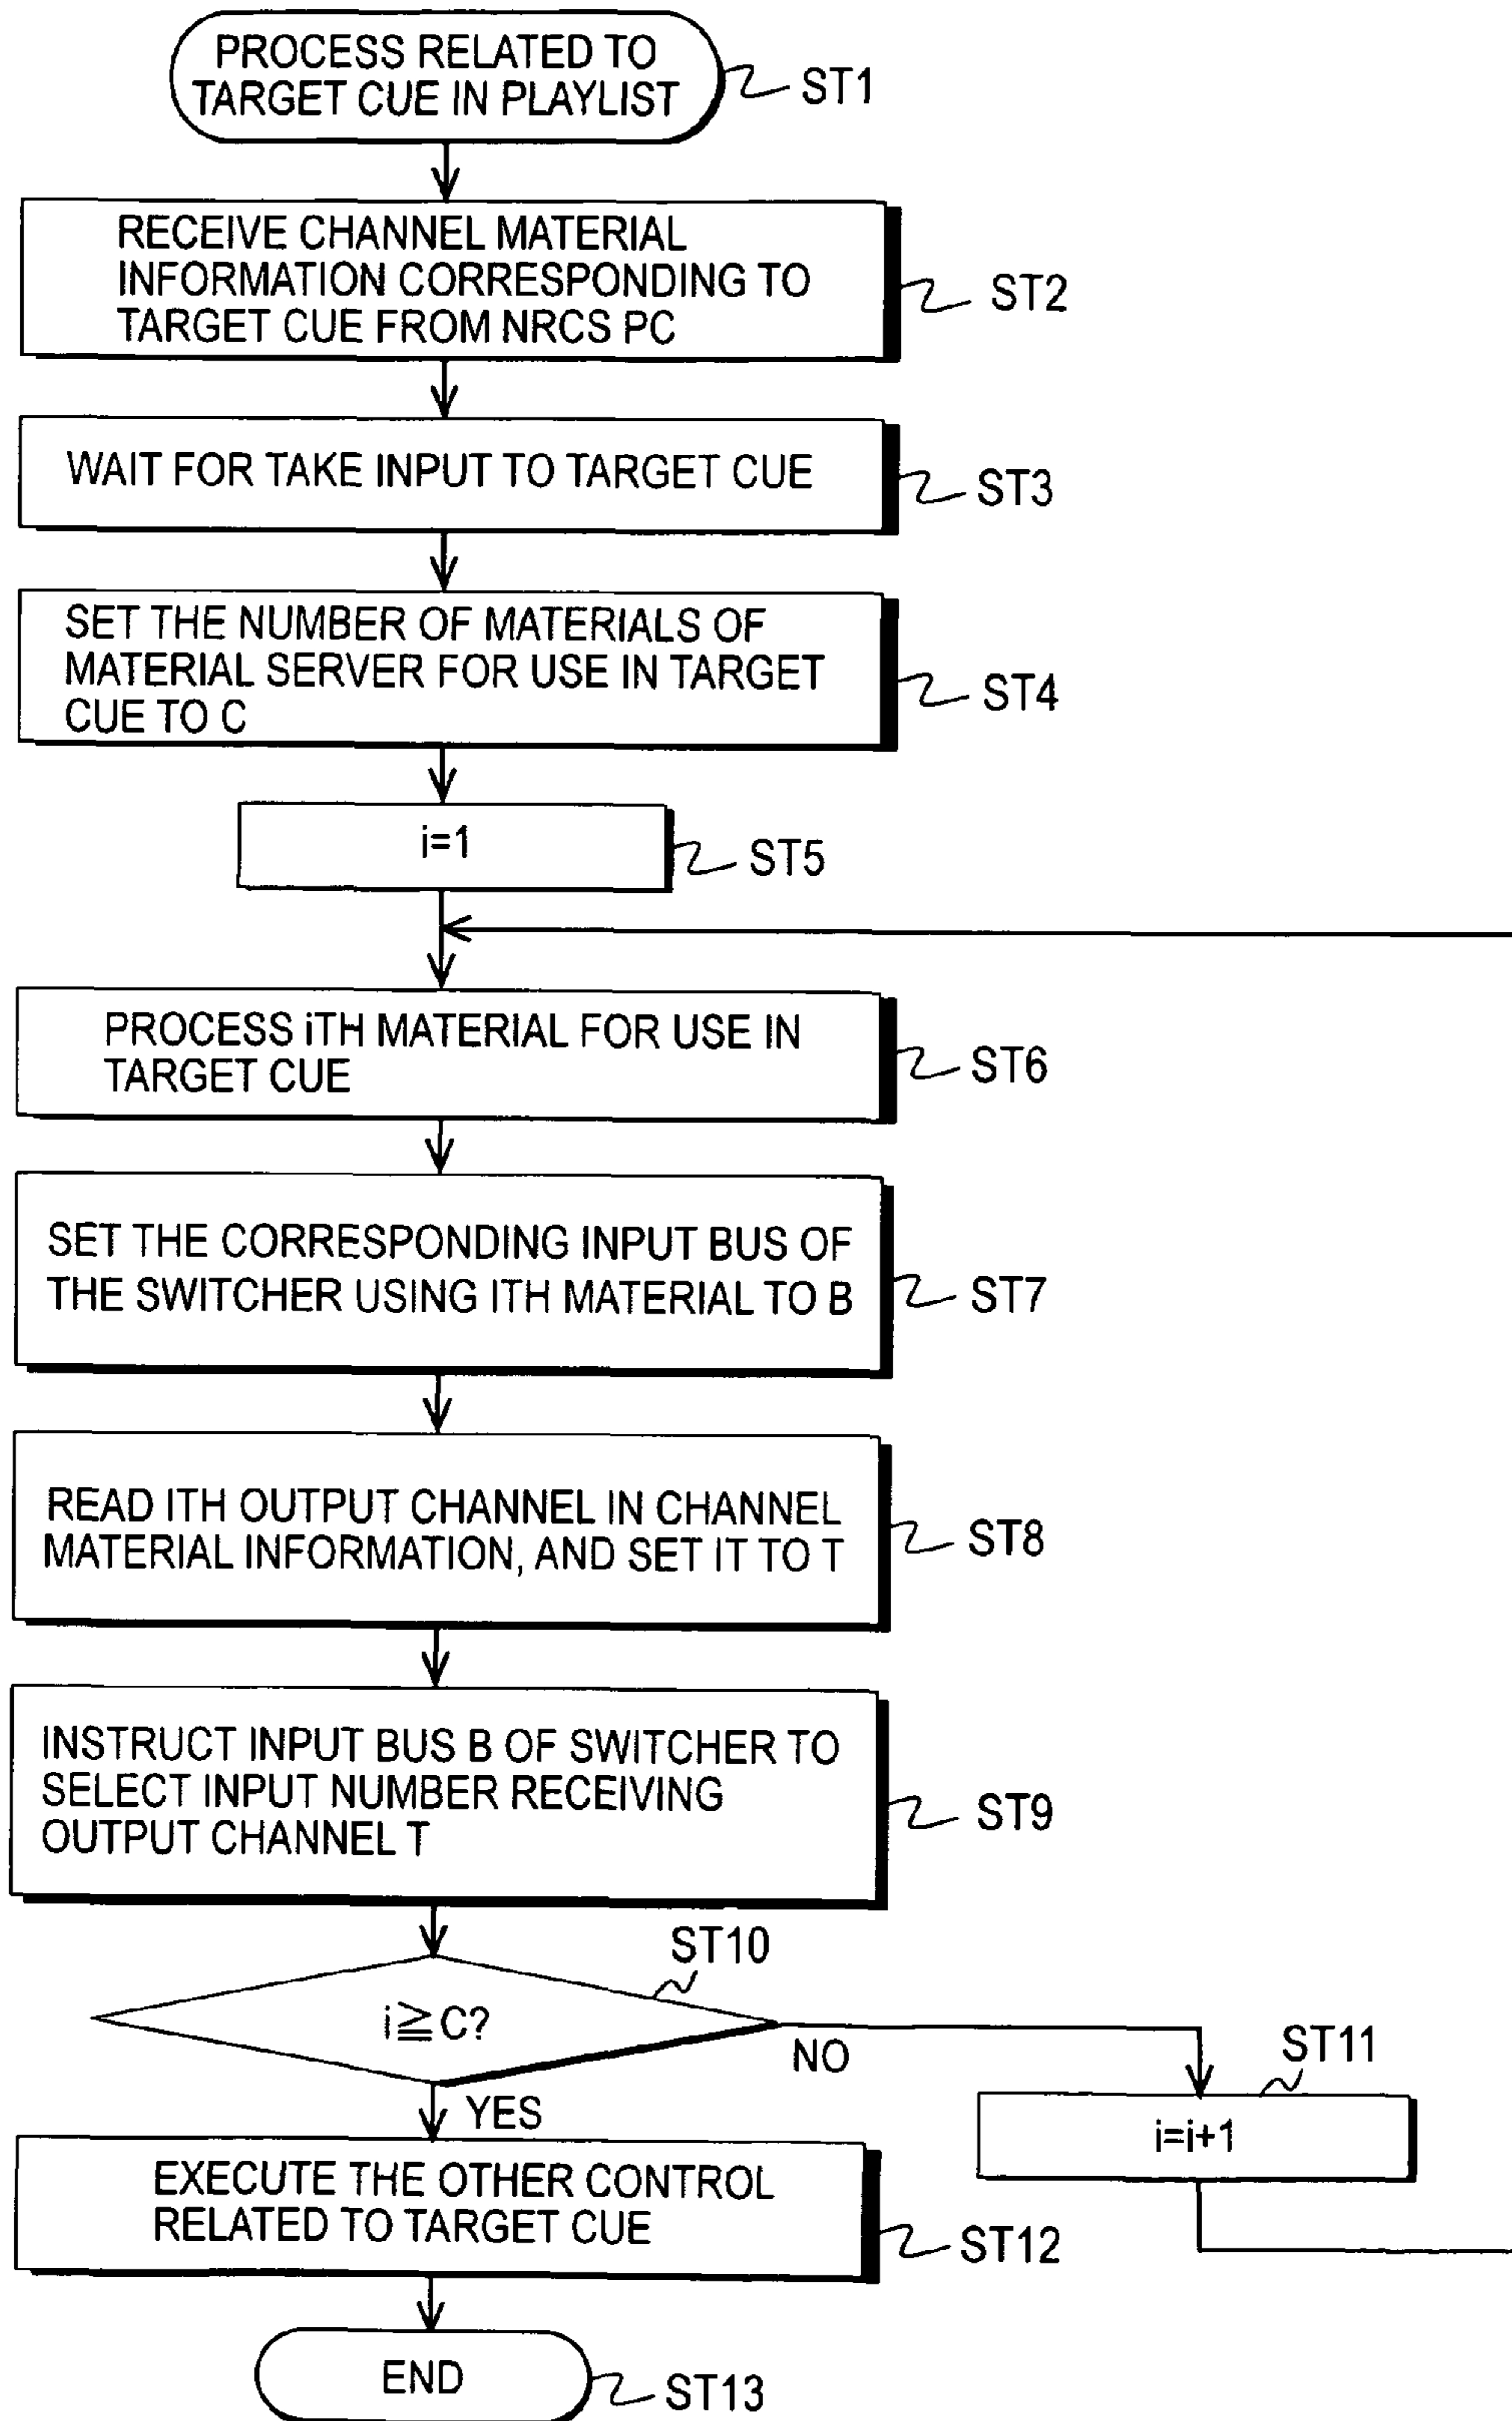 PROCESS RELATED TO
TARGET CUE IN PLAYLIST
ST1
RECEIVE CHANNEL MATERIAL
INFORMATION CORRESPONDING TO
TARGET CUE FROM NRCS PC
ST2
WAIT FOR TAKE INPUT TO TARGET CUE
ST3
SET THE NUMBER OF MATERIALS OF
MATERIAL SERVER FOR USE IN TARGET
CUE TO C
ST4
i=1
ST5
PROCESS iTH MATERIAL FOR USE IN
TARGET CUE
ST6
SET THE CORRESPONDING INPUT BUS OF
THE SWITCHER USING ITH MATERIAL TO B
ST7
READ ITH OUTPUT CHANNEL IN CHANNEL
MATERIAL INFORMATION, AND SET IT TO T
ST8
INSTRUCT INPUT BUS B OF SWITCHER TO
SELECT INPUT NUMBER RECEIVING
OUTPUT CHANNEL T
ST9
ST10
i≧C?
NO
ST11
i=i+1
YES
EXECUTE THE OTHER CONTROL
RELATED TO TARGET CUE
ST12
END
ST13